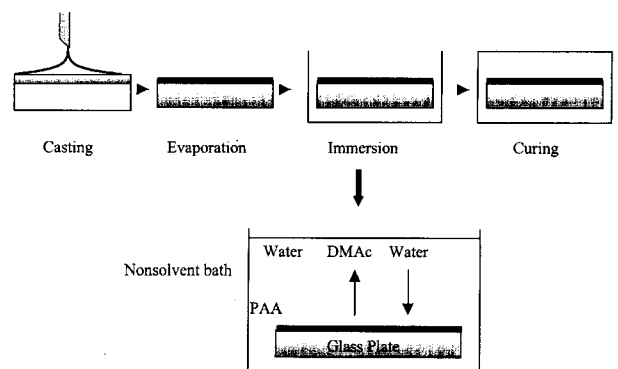 Casting Evaporation Immersion Curing
Water DMAc Water
Nonsolvent bath
PAA
Glass Plate